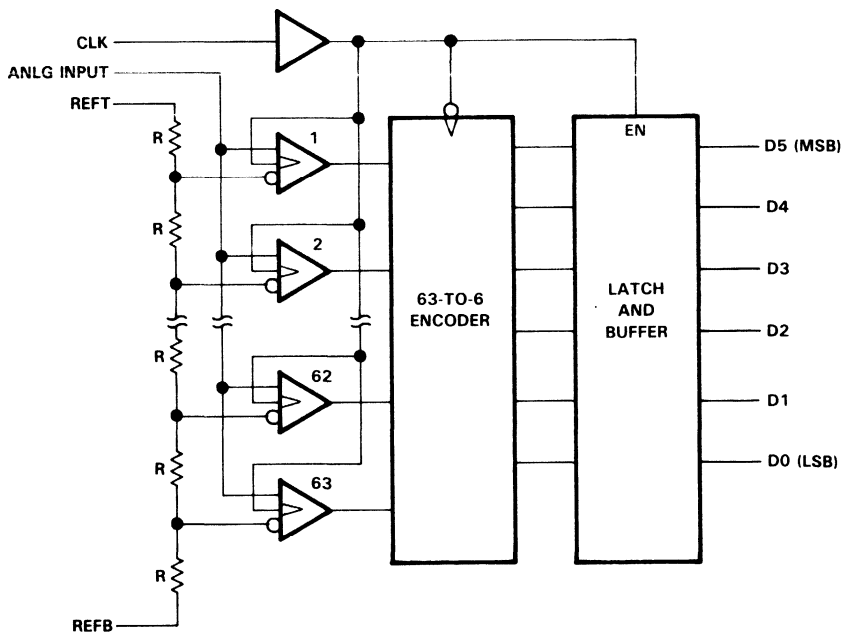 CLK
ANLG INPUT
REFT
R
1
EN
D5 (MSB)
R
2
D4
63-TO-6
ENCODER
LATCH
AND
BUFFER
D3
D2
R
62
D1
R
63
D0 (LSB)
R
REFB